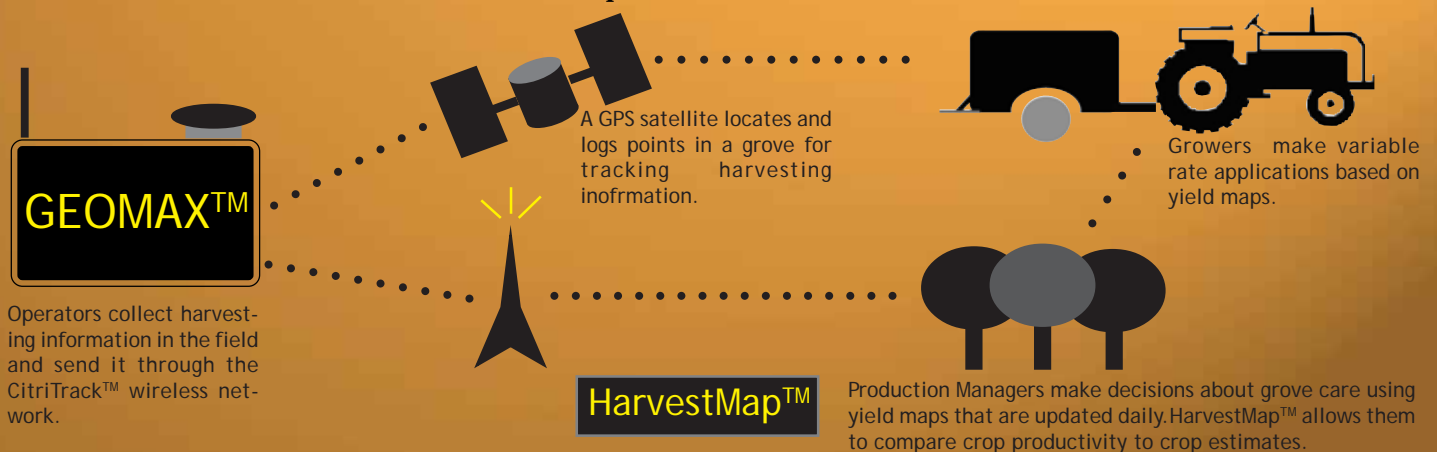 GEOMAX™
Operators collect harvest-
ing information in the field
and send it through the
CitriTrack™ wireless net-
work.
A GPS satellite locates and
logs points in a grove for
tracking harvesting
inofrmation.
Growers make variable
rate applications based on
yield maps.
HarvestMap™
Production Managers make decisions about grove care using
yield maps that are updated daily.HarvestMap™ allows them
to compare crop productivity to crop estimates.